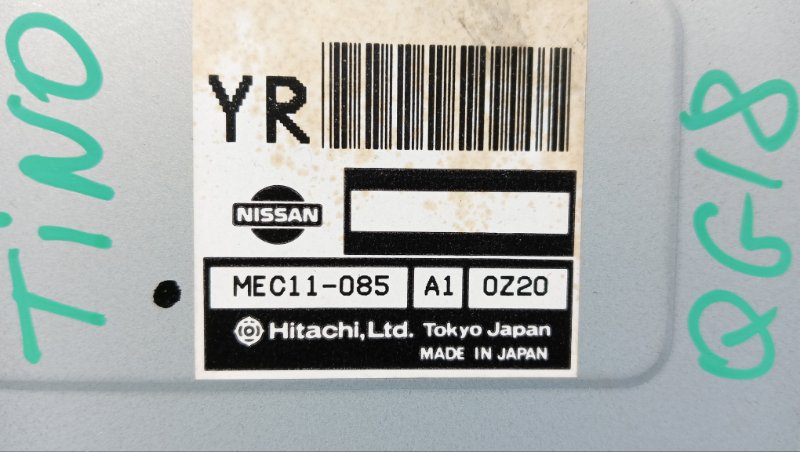 TiNO
YR
NISSAN
MEC11-085 A1 0Z20
Hitachi, Ltd. Tokyo Japan
MADE IN JAPAN
QG18